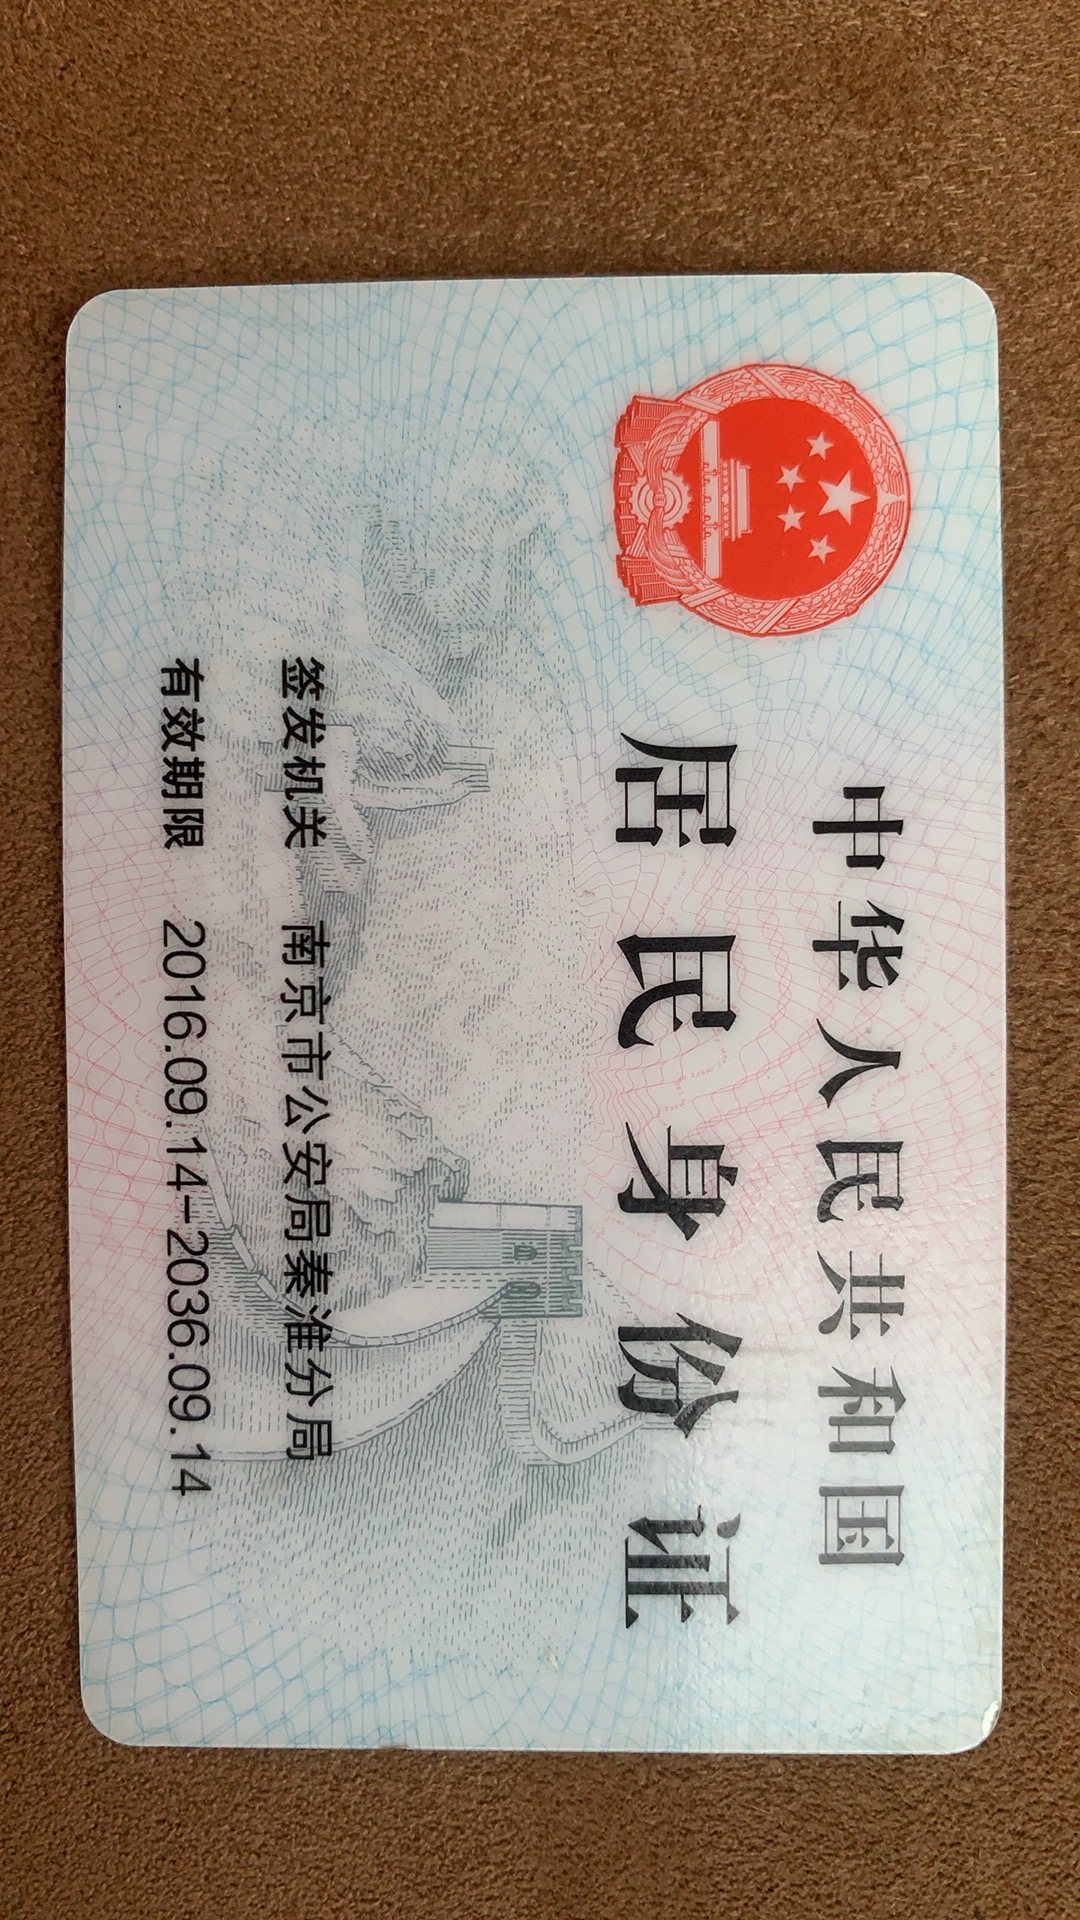 中华人民共和国
居民身份证
签发机关 南京市公安局秦淮分局
有效期限 2016.09.14-2036.09.14